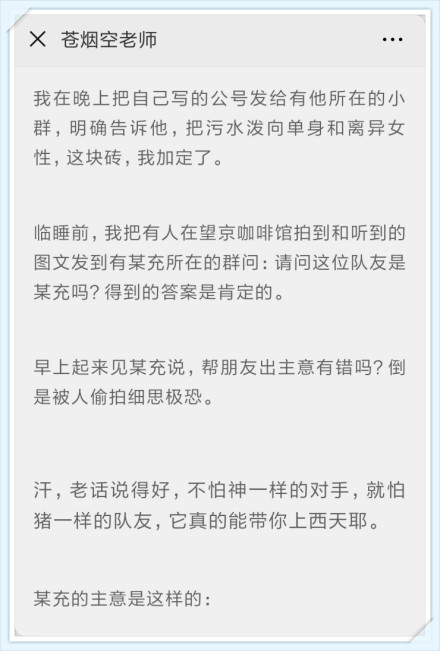 苍烟空老师
我在晚上把自己写的公号发给有他所在的小
群，明确告诉他，把污水泼向单身和离异女
性，这块砖，我加定了。
临睡前，我把有人在望京咖啡馆拍到和听到的
图文发到有某充所在的群问：请问这位队友是
某充吗？得到的答案是肯定的。
早上起来见某充说，帮朋友出主意有错吗？倒
是被人偷拍细思极恐。
汗，老话说得好，不怕神一样的对手，就怕
猪一样的队友，它真的能带你上西天耶。
某充的主意是这样的：